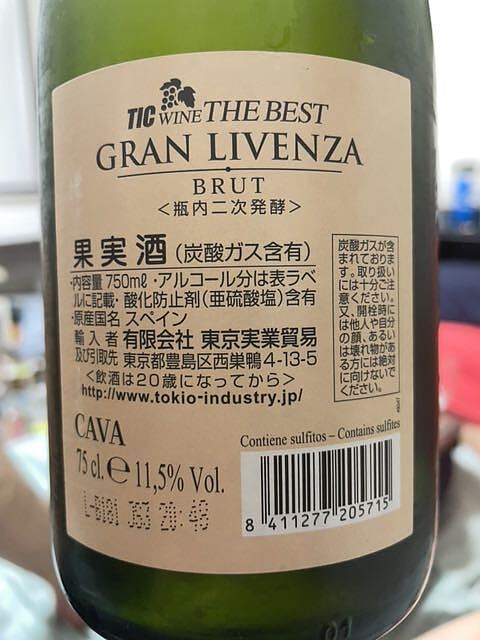 TIC WINE THE BEST
GRAN LIVENZA
BRUT
<瓶内二次発酵>
果実酒(炭酸ガス含有)
・内容量 750mℓ ・アルコール分は表ラベ
ルに記載・酸化防止剤(亜硫酸塩)含有
・原産国名 スペイン
輸入者 有限会社 東京実業貿易
及び引取先 東京都豊島区西巣鴨4-13-5
<飲酒は20歳になってから>
http://www.tokio-industry.jp/
炭酸ガスが含
まれておりま
す。取り扱い
には十分ご注
意ください。
又、開栓時に
は他人や自分
の顔、あるい
は壊れ物があ
る方には絶対
に向けないで
ください。
CAVA
75 cl. e 11,5% Vol.
L-B101 353 20:48
Contiene sulfitos – Contains sulfites
8 411277 205715